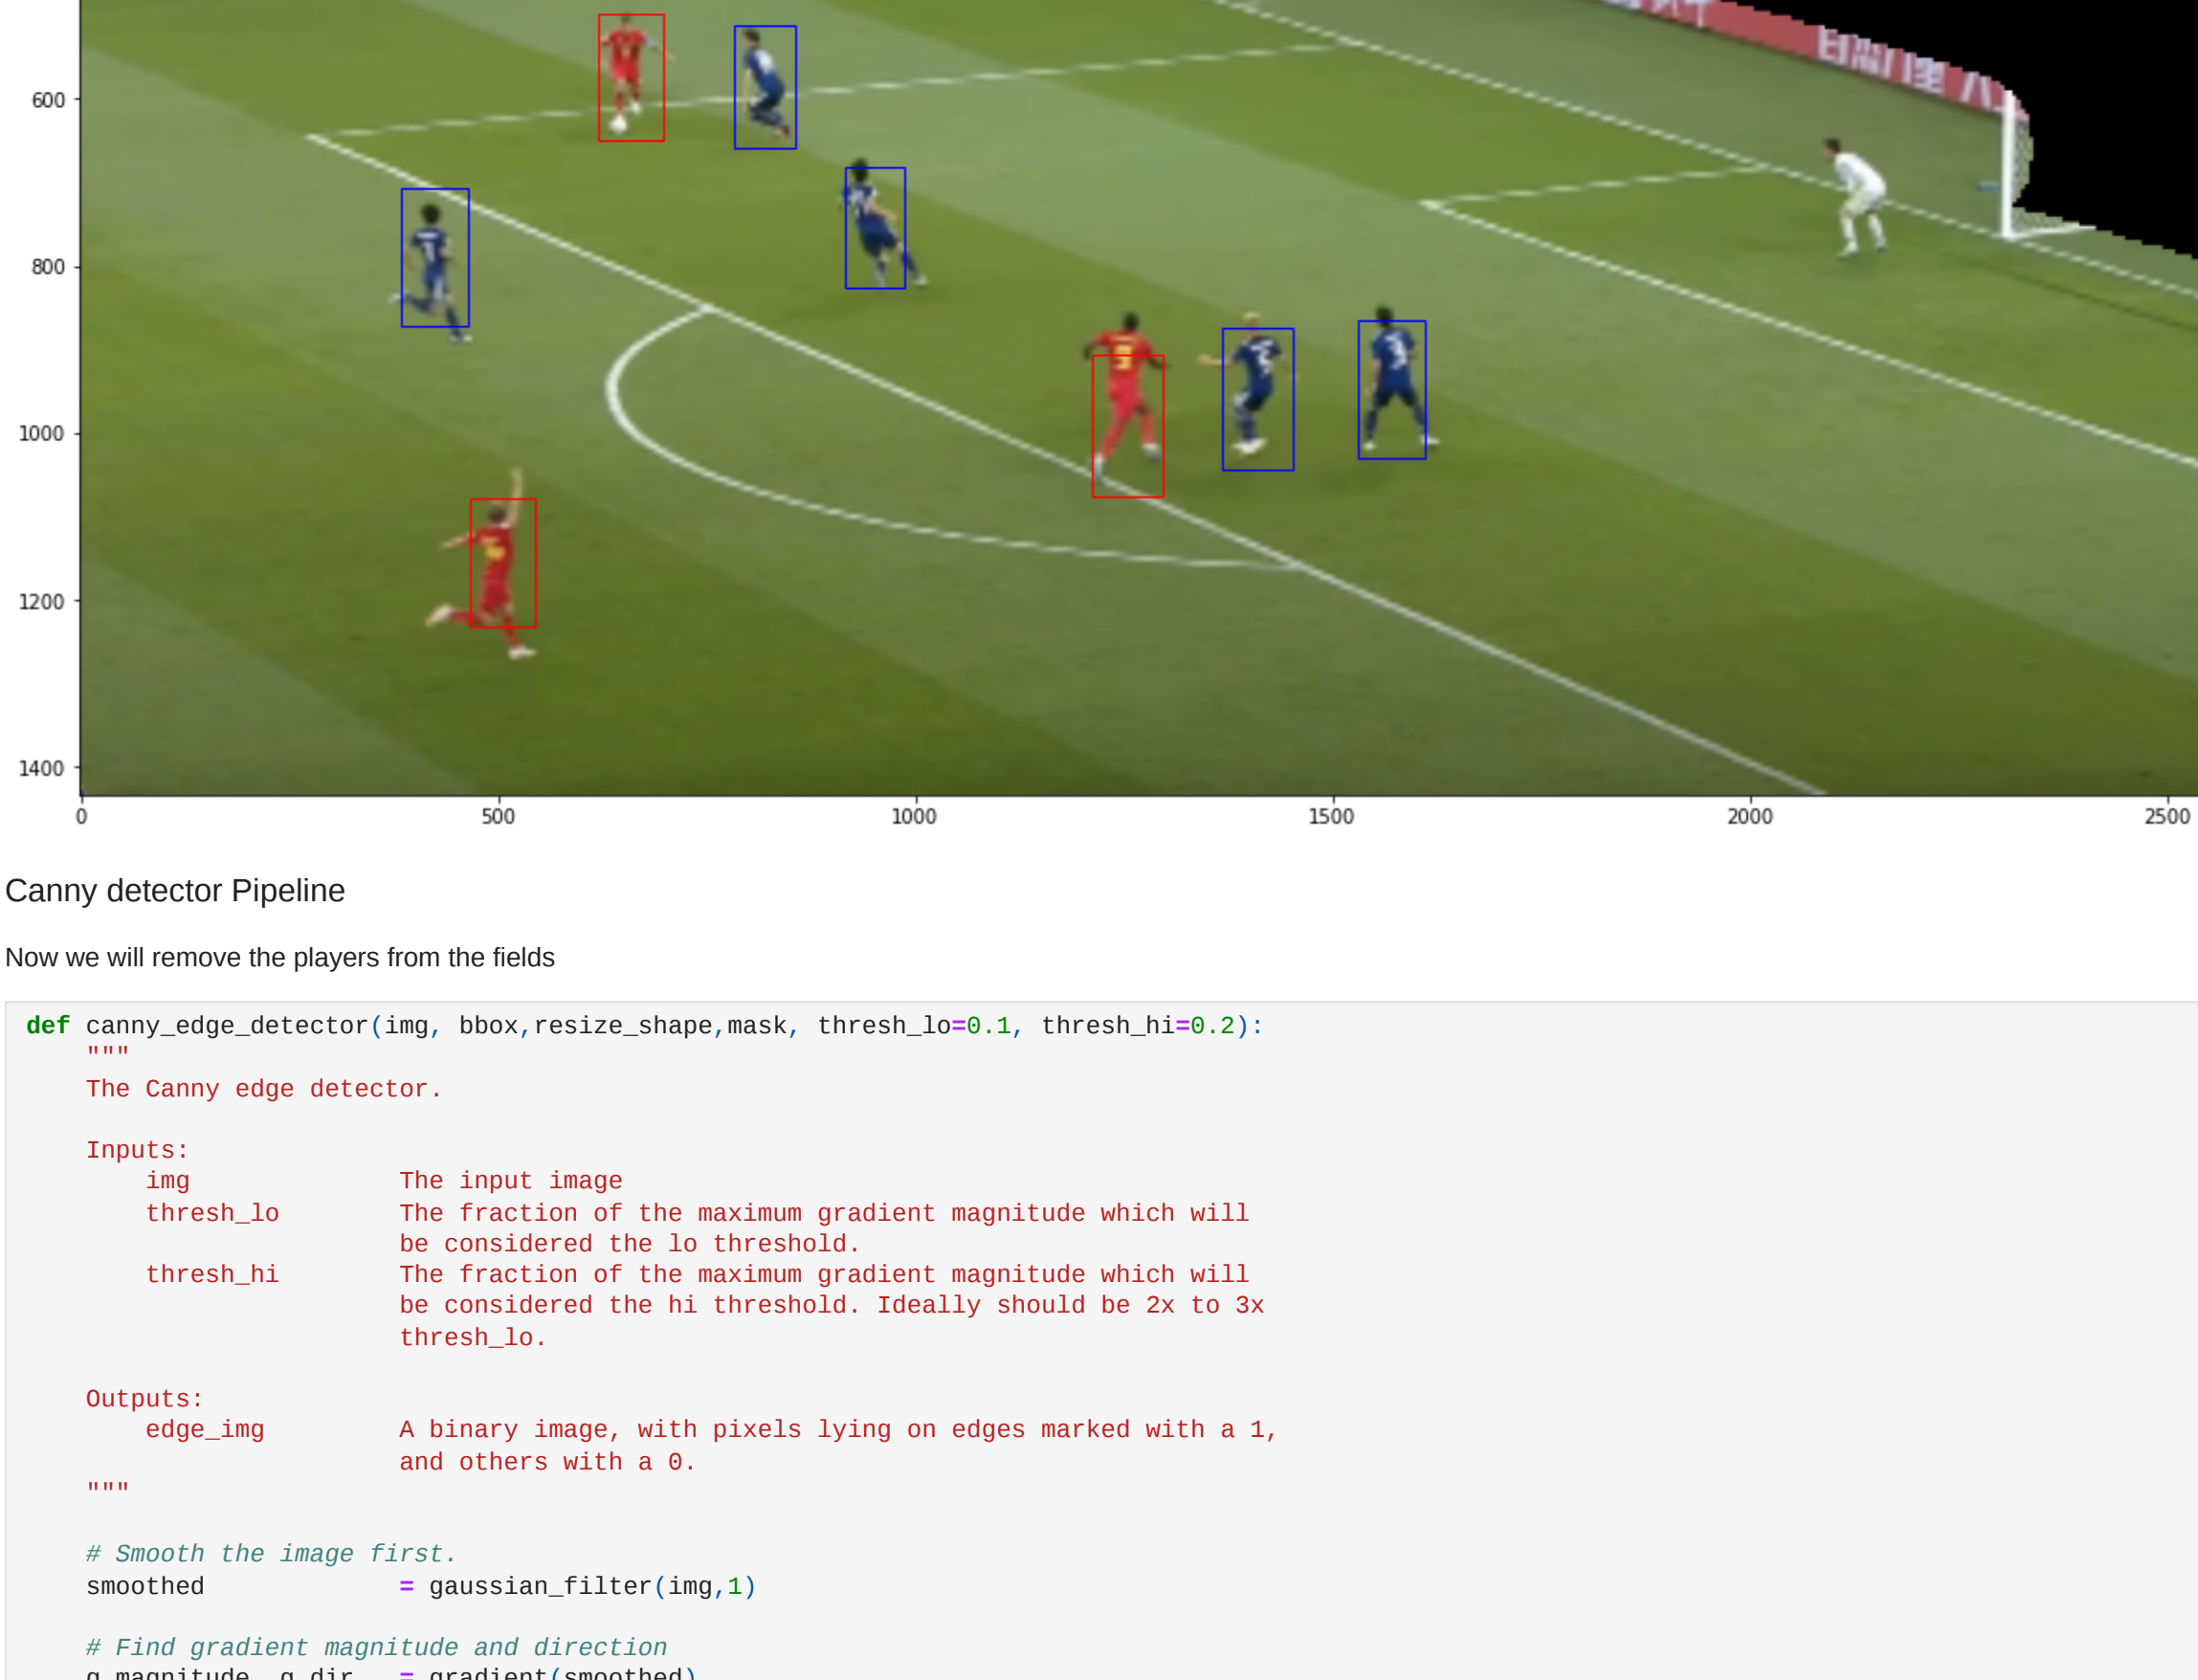 600
800
1000
1200
1400
0 500 1000 1500 2000 2500
Canny detector Pipeline
Now we will remove the players from the fields
def canny_edge_detector(img, bbox,resize_shape,mask, thresh_lo=0.1, thresh_hi=0.2):
"""
The Canny edge detector.
Inputs:
img The input image
thresh_lo The fraction of the maximum gradient magnitude which will
be considered the lo threshold.
thresh_hi The fraction of the maximum gradient magnitude which will
be considered the hi threshold. Ideally should be 2x to 3x
thresh_lo.
Outputs:
edge_img A binary image, with pixels lying on edges marked with a 1,
and others with a 0.
"""
# Smooth the image first.
smoothed = gaussian_filter(img,1)
# Find gradient magnitude and direction
g_magnitude, g_dir = gradient(smoothed)